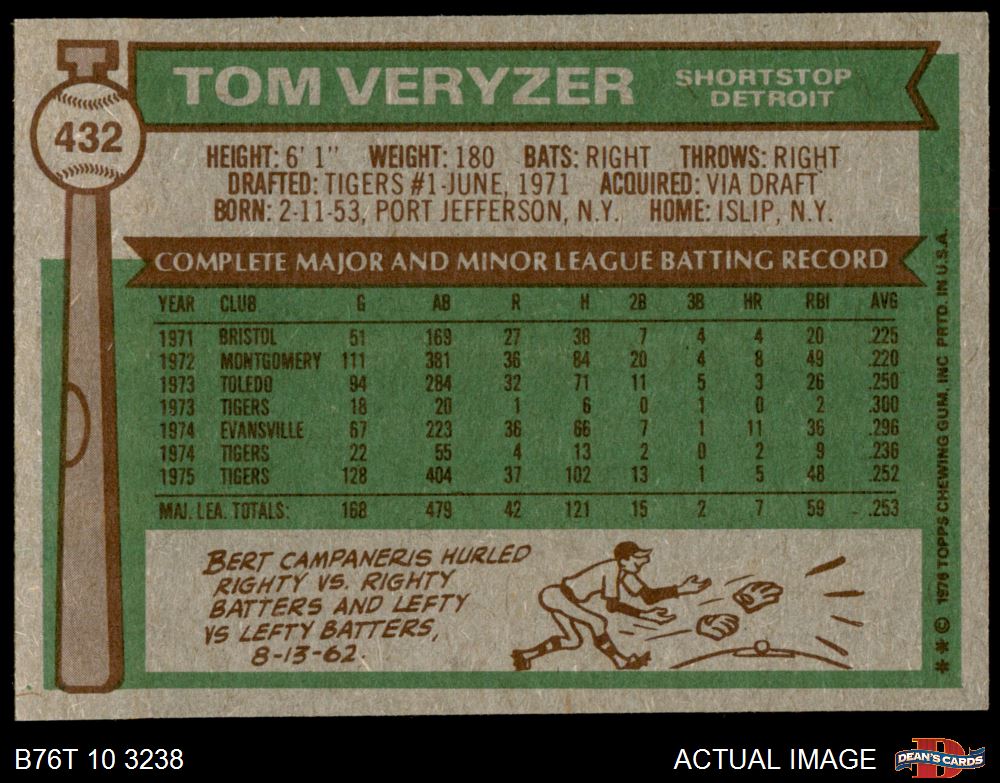 TOM VERYZER SHORTSTOP
DETROIT
432
HEIGHT: 6' 1" WEIGHT: 180 BATS: RIGHT THROWS: RIGHT
DRAFTED: TIGERS #1-JUNE, 1971 ACQUIRED: VIA DRAFT
BORN: 2-11-53, PORT JEFFERSON, N.Y. HOME: ISLIP, N.Y.
COMPLETE MAJOR AND MINOR LEAGUE BATTING RECORD
YEAR CLUB G AB R H 2B 3B HR RBI AVG
1971 BRISTOL 51 169 27 38 7 4 4 20 .225
1972 MONTGOMERY 111 381 36 84 20 4 8 49 .220
1973 TOLEDO 94 284 32 71 11 5 3 26 .250
1973 TIGERS 18 20 1 6 0 1 0 2 .300
1974 EVANSVILLE 67 223 36 66 7 1 11 36 .296
1974 TIGERS 22 55 4 13 2 0 2 9 .236
1975 TIGERS 128 404 37 102 13 1 5 48 .252
MAJ. LEA. TOTALS: 168 479 42 121 15 2 7 59 .253
BERT CAMPANERIS HURLED
RIGHTY VS. RIGHTY
BATTERS AND LEFTY
VS LEFTY BATTERS,
8-13-62.
** © 1976 TOPPS CHEWING GUM, INC PRTD. IN U.S.A.
B76T 10 3238 ACTUAL IMAGE
D
DEAN'S CARDS